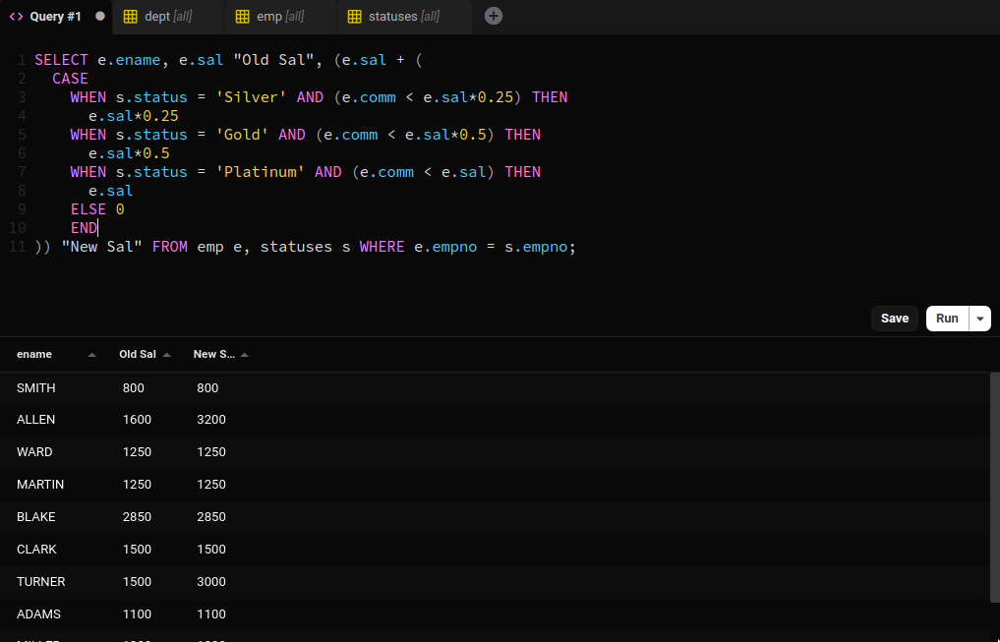 Query #1 dept [all] emp [all] statuses [all]
1 SELECT e.ename, e.sal "Old Sal", (e.sal + (
2 CASE
3 WHEN s.status = 'Silver' AND (e.comm < e.sal*0.25) THEN
4 e.sal*0.25
5 WHEN s.status = 'Gold' AND (e.comm < e.sal*0.5) THEN
6 e.sal*0.5
7 WHEN s.status = 'Platinum' AND (e.comm < e.sal) THEN
8 e.sal
9 ELSE 0
10 END
11 )) "New Sal" FROM emp e, statuses s WHERE e.empno = s.empno;
Save Run
ename Old Sal New S...
SMITH 800 800
ALLEN 1600 3200
WARD 1250 1250
MARTIN 1250 1250
BLAKE 2850 2850
CLARK 1500 1500
TURNER 1500 3000
ADAMS 1100 1100